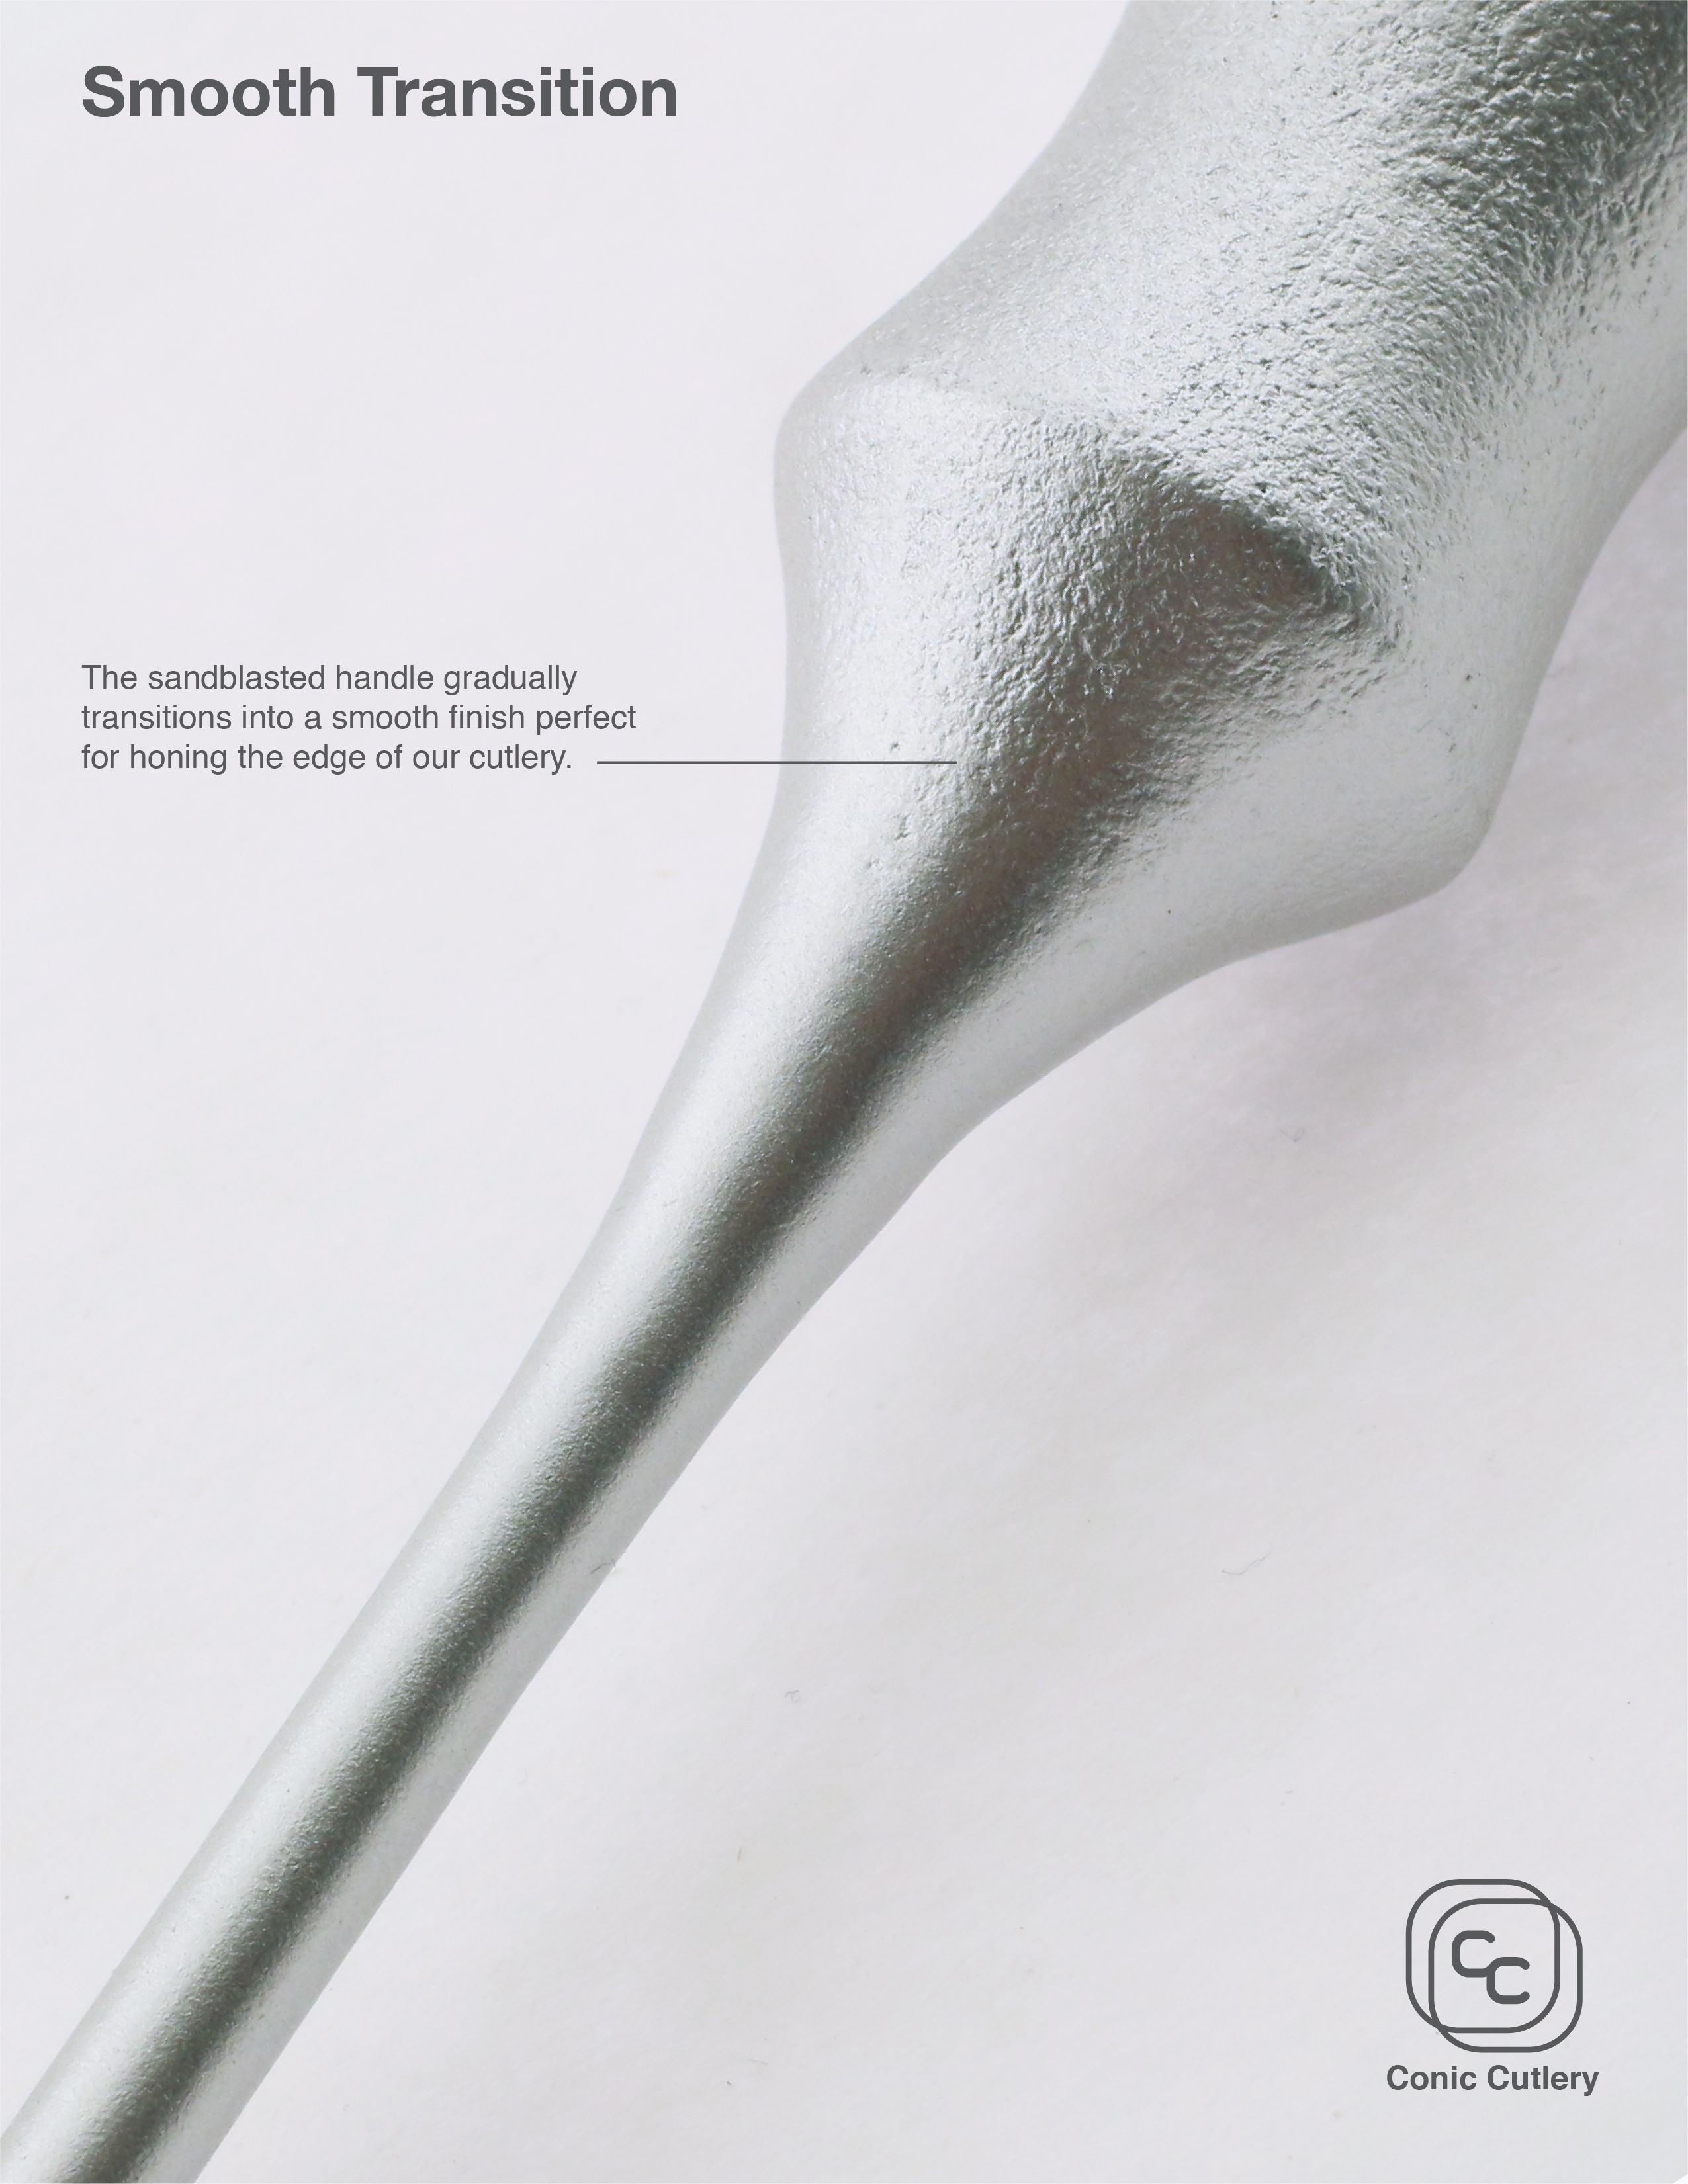 Smooth Transition
The sandblasted handle gradually
transitions into a smooth finish perfect
for honing the edge of our cutlery.
CC
Conic Cutlery